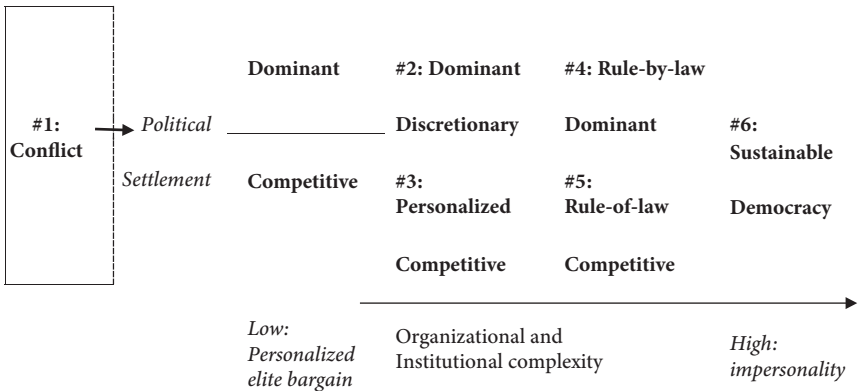 Dominant #2: Dominant #4: Rule-by-law
#1: Political Discretionary Dominant #6:
Conflict Sustainable
Settlement Competitive #3: #5:
Personalized Rule-of-law Democracy
Competitive Competitive
Low: Organizational and High:
Personalized Institutional complexity impersonality
elite bargain